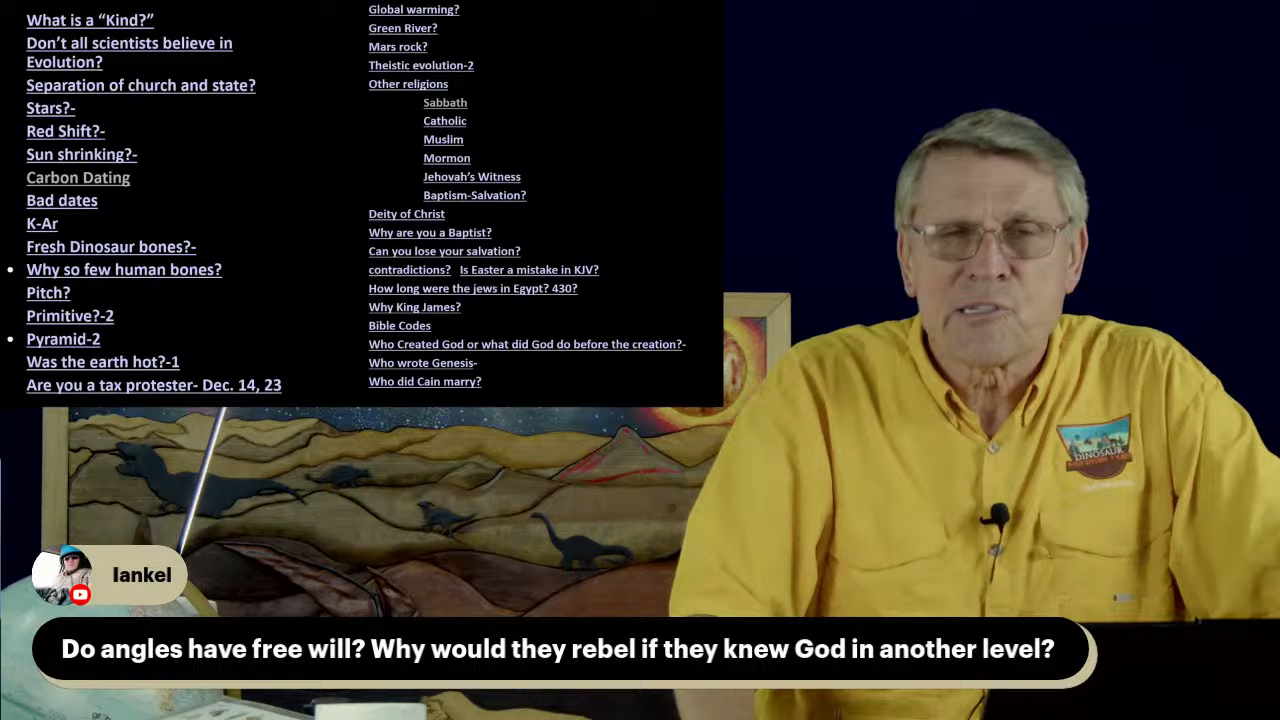 What is a “Kind?”
Don’t all scientists believe in
Evolution?
Separation of church and state?
Stars?-
Red Shift?-
Sun shrinking?-
Carbon Dating
Bad dates
K-Ar
Fresh Dinosaur bones?-
• Why so few human bones?
Pitch?
Primitive?-2
• Pyramid-2
Was the earth hot?-1
Are you a tax protester- Dec. 14, 23
Global warming?
Green River?
Mars rock?
Theistic evolution-2
Other religions
Sabbath
Catholic
Muslim
Mormon
Jehovah’s Witness
Baptism-Salvation?
Deity of Christ
Why are you a Baptist?
Can you lose your salvation?
contradictions? Is Easter a mistake in KJV?
How long were the jews in Egypt? 430?
Why King James?
Bible Codes
Who Created God or what did God do before the creation?-
Who wrote Genesis-
Who did Cain marry?
DINOSAUR
Iankel
Do angles have free will? Why would they rebel if they knew God in another level?